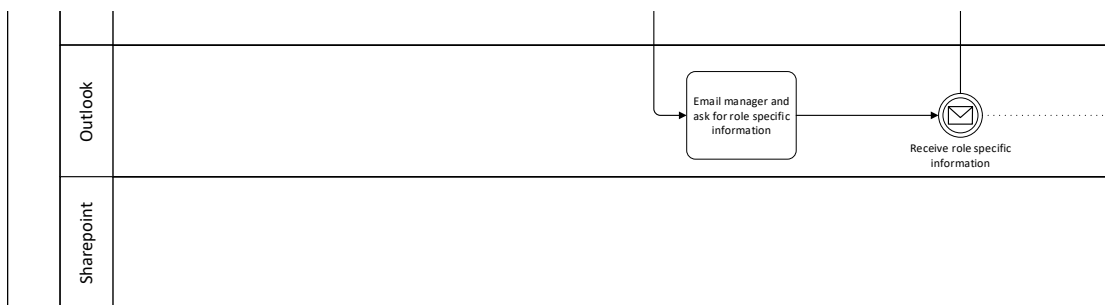 Outlook
Email manager and
ask for role specific
information
Receive role specific
information
Sharepoint